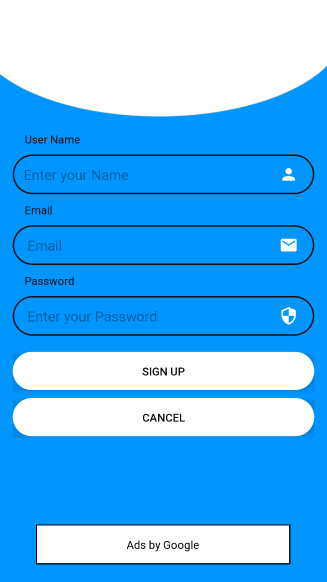 User Name
Enter your Name
Email
Email
Password
Enter your Password
SIGN UP
CANCEL
Ads by Google